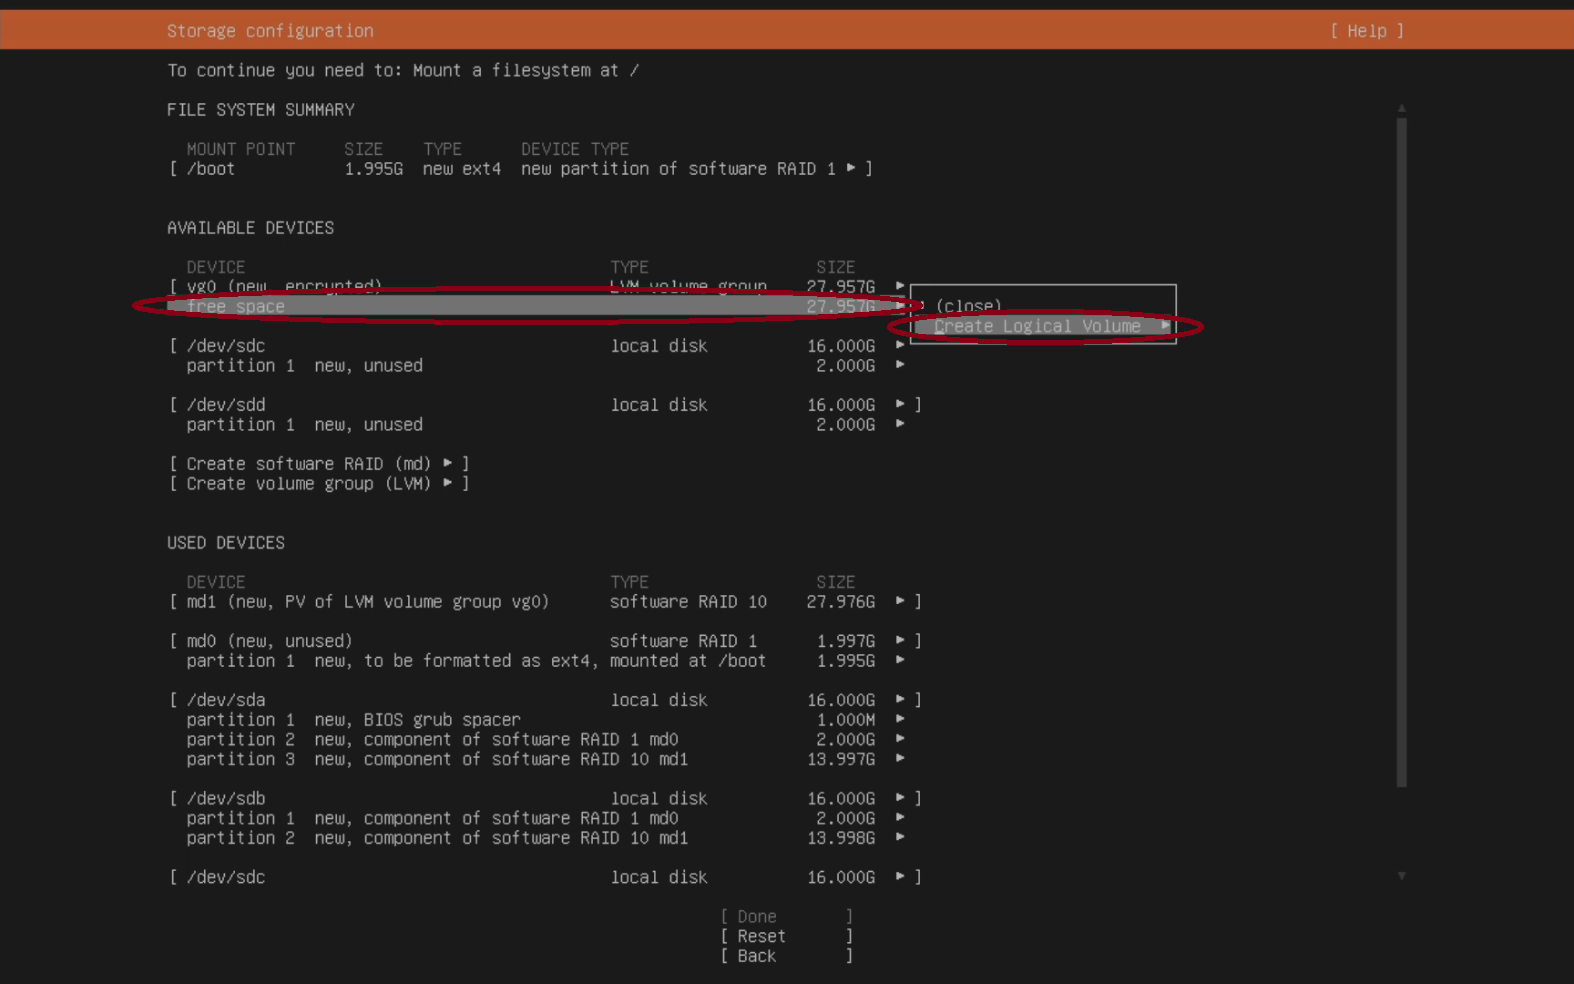 Storage configuration [ Help ]
To continue you need to: Mount a filesystem at /
FILE SYSTEM SUMMARY
MOUNT POINT SIZE TYPE DEVICE TYPE
[ /boot 1.995G new ext4 new partition of software RAID 1 ▸ ]
AVAILABLE DEVICES
DEVICE TYPE SIZE
[ vg0 (new, encrypted) LVM volume group 27.957G ▸
free space 27.957G ▸
(close)
Create Logical Volume ▸
[ /dev/sdc local disk 16.000G ▸
partition 1 new, unused 2.000G ▸
[ /dev/sdd local disk 16.000G ▸ ]
partition 1 new, unused 2.000G ▸
[ Create software RAID (md) ▸ ]
[ Create volume group (LVM) ▸ ]
USED DEVICES
DEVICE TYPE SIZE
[ md1 (new, PV of LVM volume group vg0) software RAID 10 27.976G ▸ ]
[ md0 (new, unused) software RAID 1 1.997G ▸ ]
partition 1 new, to be formatted as ext4, mounted at /boot 1.995G ▸
[ /dev/sda local disk 16.000G ▸ ]
partition 1 new, BIOS grub spacer 1.000M ▸
partition 2 new, component of software RAID 1 md0 2.000G ▸
partition 3 new, component of software RAID 10 md1 13.997G ▸
[ /dev/sdb local disk 16.000G ▸ ]
partition 1 new, component of software RAID 1 md0 2.000G ▸
partition 2 new, component of software RAID 10 md1 13.998G ▸
[ /dev/sdc local disk 16.000G ▸ ]
[ Done ]
[ Reset ]
[ Back ]